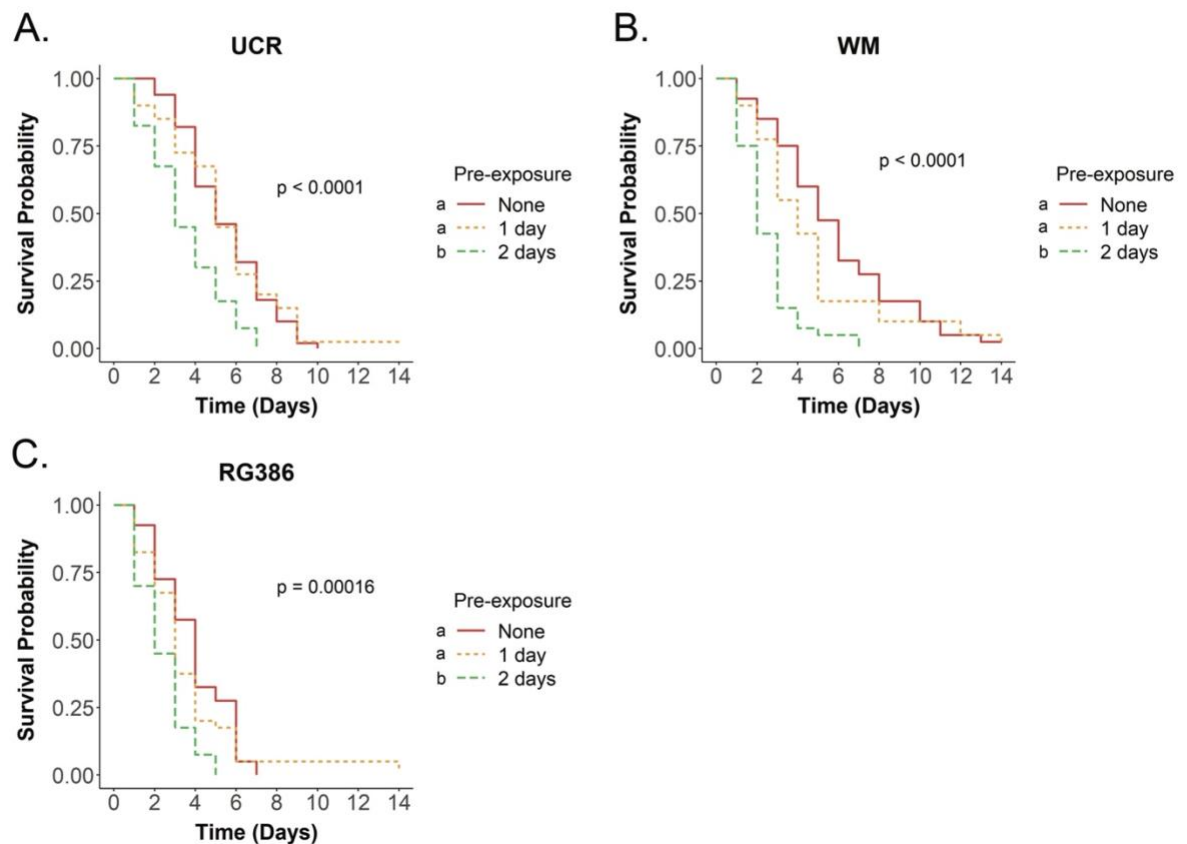 A.
UCR
Survival Probability
1.00
0.75
0.50
0.25
0.00
p < 0.0001
Pre-exposure
a None
a 1 day
b 2 days
0 2 4 6 8 10 12 14
Time (Days)
B.
WM
Survival Probability
1.00
0.75
0.50
0.25
0.00
p < 0.0001
Pre-exposure
a None
a 1 day
b 2 days
0 2 4 6 8 10 12 14
Time (Days)
C.
RG386
Survival Probability
1.00
0.75
0.50
0.25
0.00
p = 0.00016
Pre-exposure
a None
a 1 day
b 2 days
0 2 4 6 8 10 12 14
Time (Days)